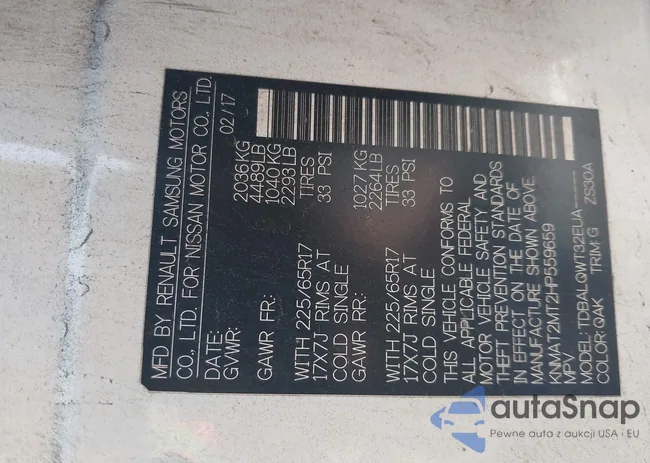 MFD BY RENAULT SAMSUNG MOTORS
CO., LTD. FOR NISSAN MOTOR CO., LTD.
DATE: 02/17
GVWR: 2036KG
4489LB
GAWR FR: 1040KG
2293LB
WITH 225/65R17 TIRES
17X7J RIMS AT 33 PSI
COLD SINGLE
GAWR RR: 1027KG
2264LB
WITH 225/65R17 TIRES
17X7J RIMS AT 33 PSI
COLD SINGLE
THIS VEHICLE CONFORMS TO
ALL APPLICABLE FEDERAL
MOTOR VEHICLE SAFETY AND
THEFT PREVENTION STANDARDS
IN EFFECT ON THE DATE OF
MANUFACTURE SHOWN ABOVE.
KNMAT2MT2HP559659
MPV
MODEL: TDBALQWT32EUA
COLOR: QAK TRIM: G ZS30A
autaSnap
Pewne auta z aukcji USA i EU